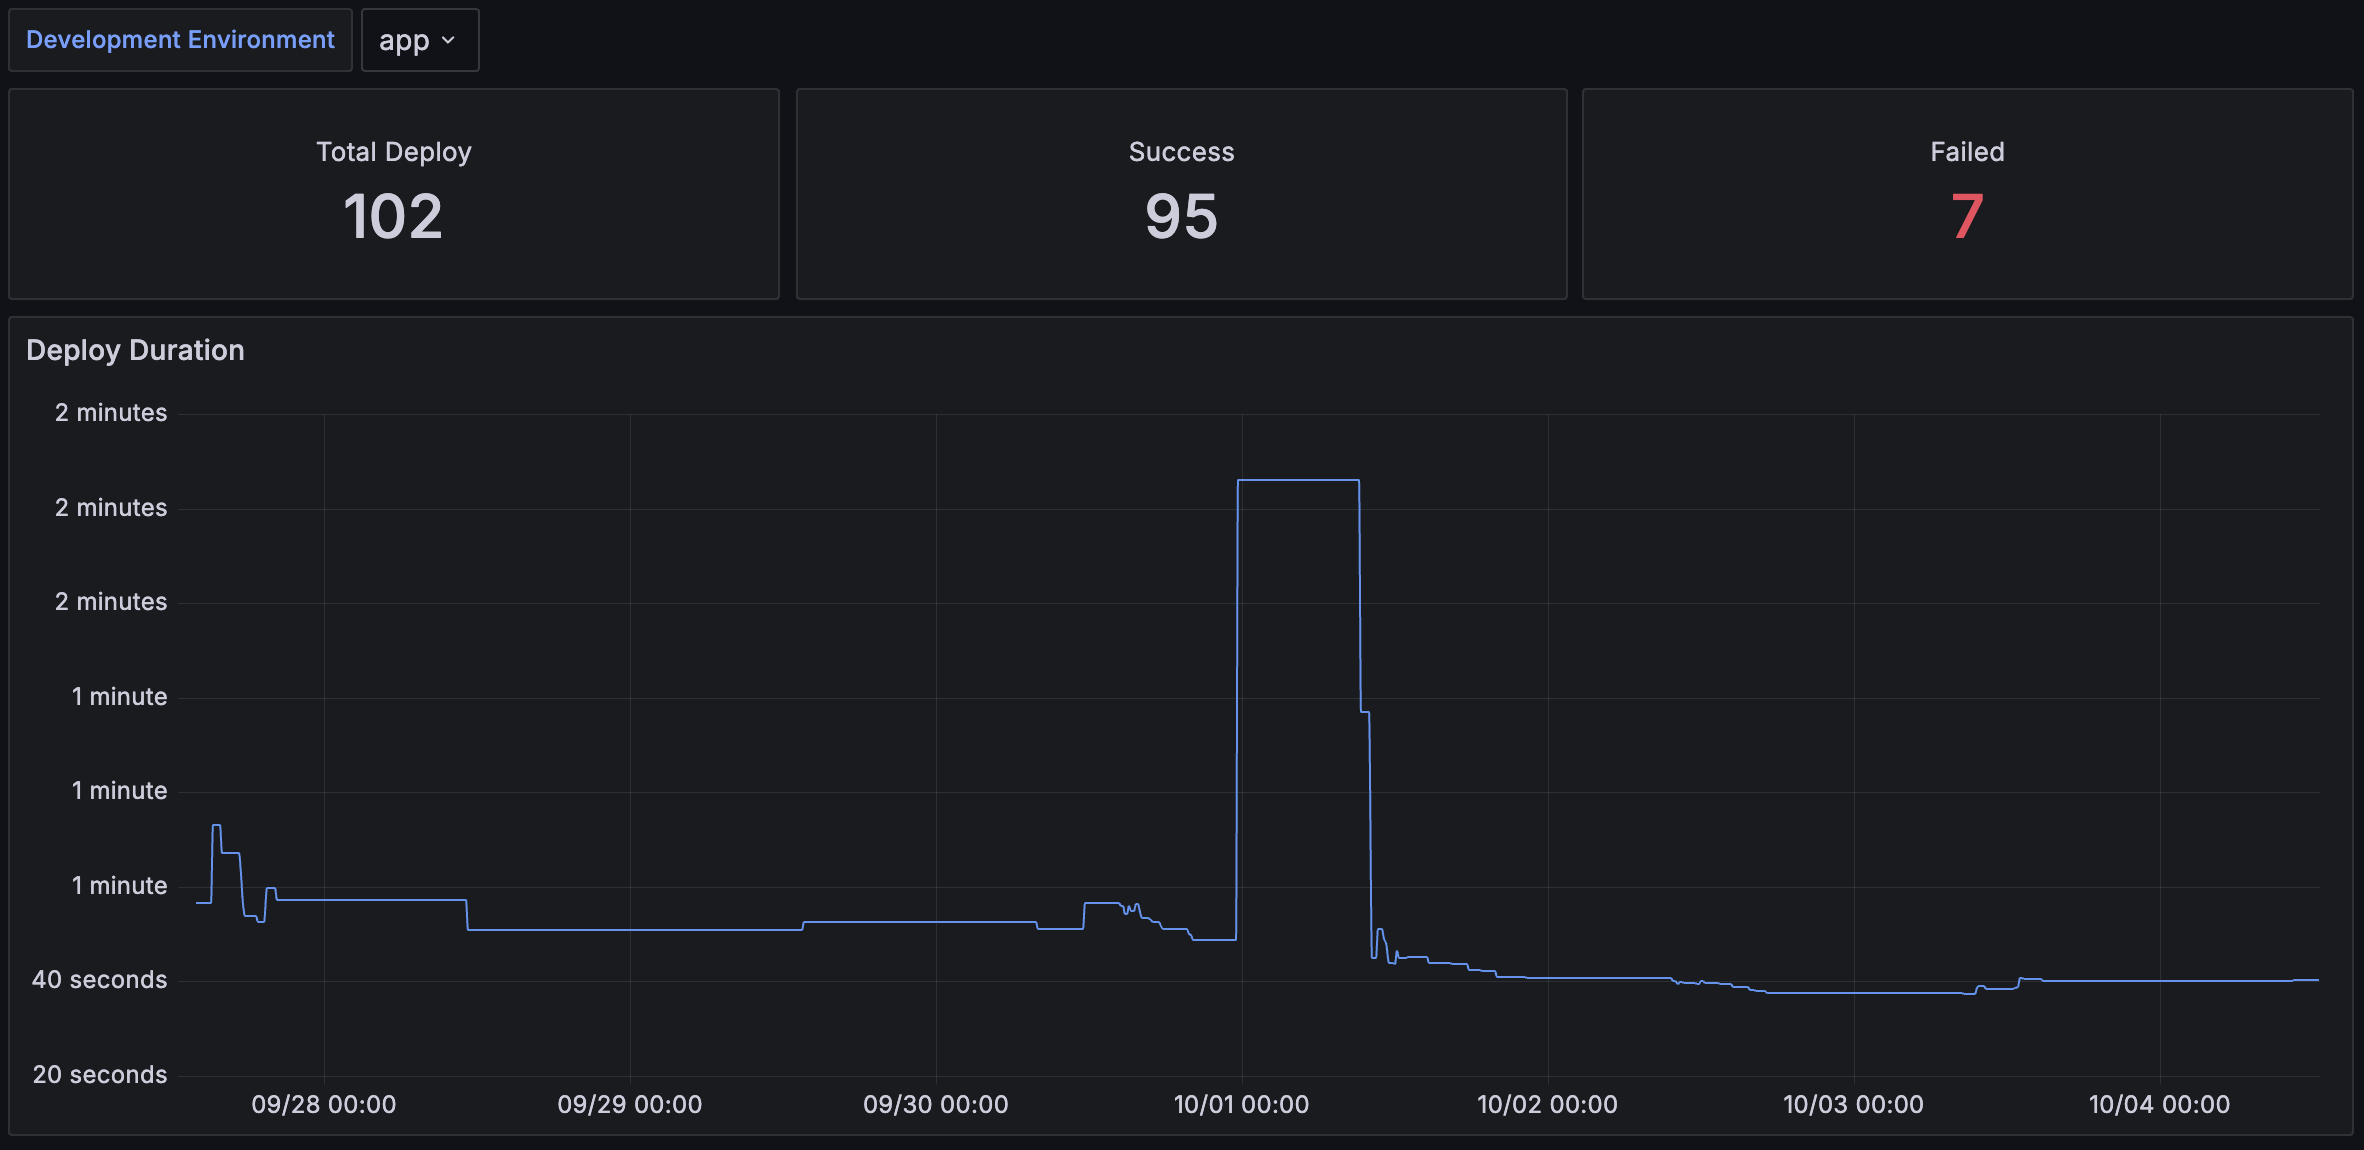 Development Environment
app
Total Deploy
102
Success
95
Failed
7
Deploy Duration
2 minutes
2 minutes
2 minutes
1 minute
1 minute
1 minute
40 seconds
20 seconds
09/28 00:00
09/29 00:00
09/30 00:00
10/01 00:00
10/02 00:00
10/03 00:00
10/04 00:00